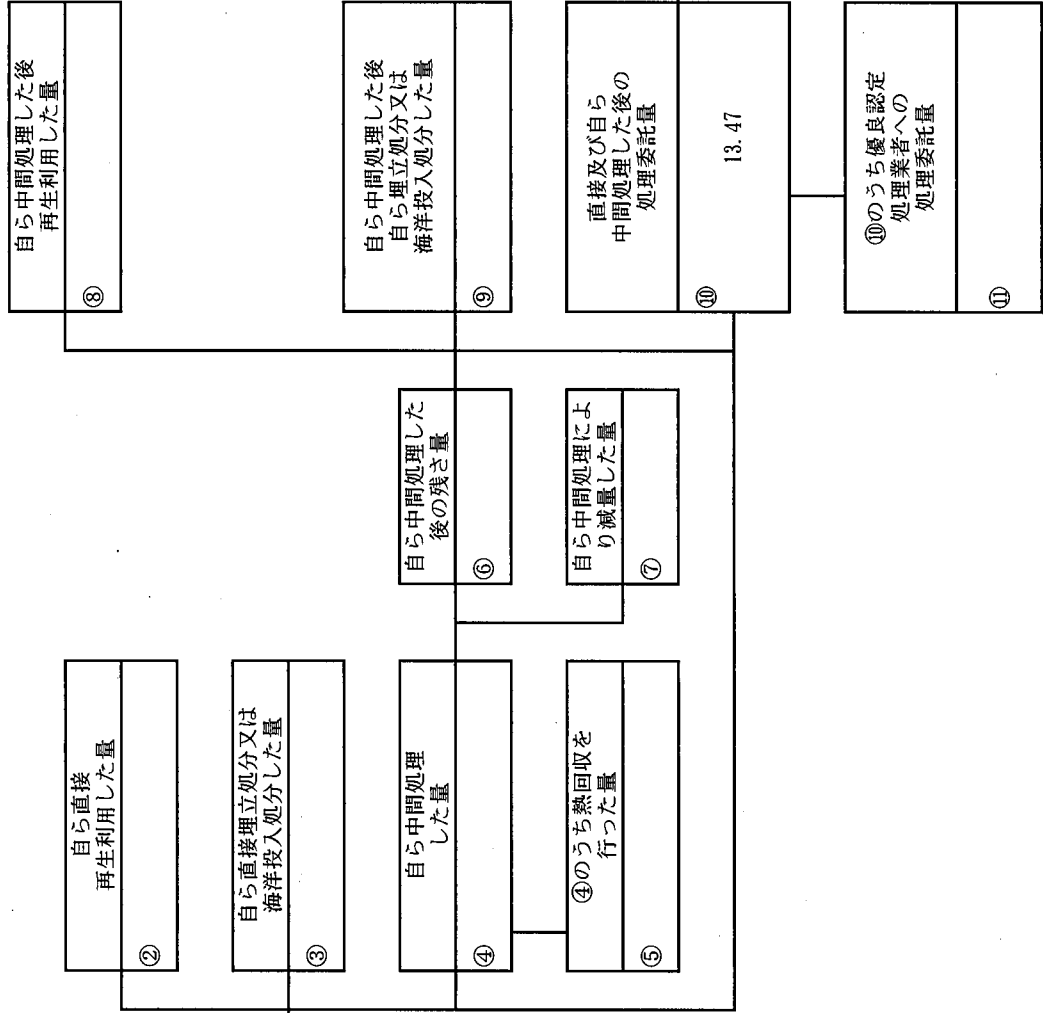 自ら直接
再生利用した量
②
自ら直接埋立処分又は
海洋投入処分した量
③
自ら中間処理
した量
④
④のうち熱回収を
行った量
⑤
自ら中間処理した
後の残さ量
⑥
自ら中間処理によ
り減量した量
⑦
自ら中間処理した後
再生利用した量
⑧
自ら中間処理した後
自ら埋立処分又は
海洋投入処分した量
⑨
直接及び自ら
中間処理した後の
処理委託量
⑩
13.47
⑩のうち優良認定
処理業者への
処理委託量
⑪